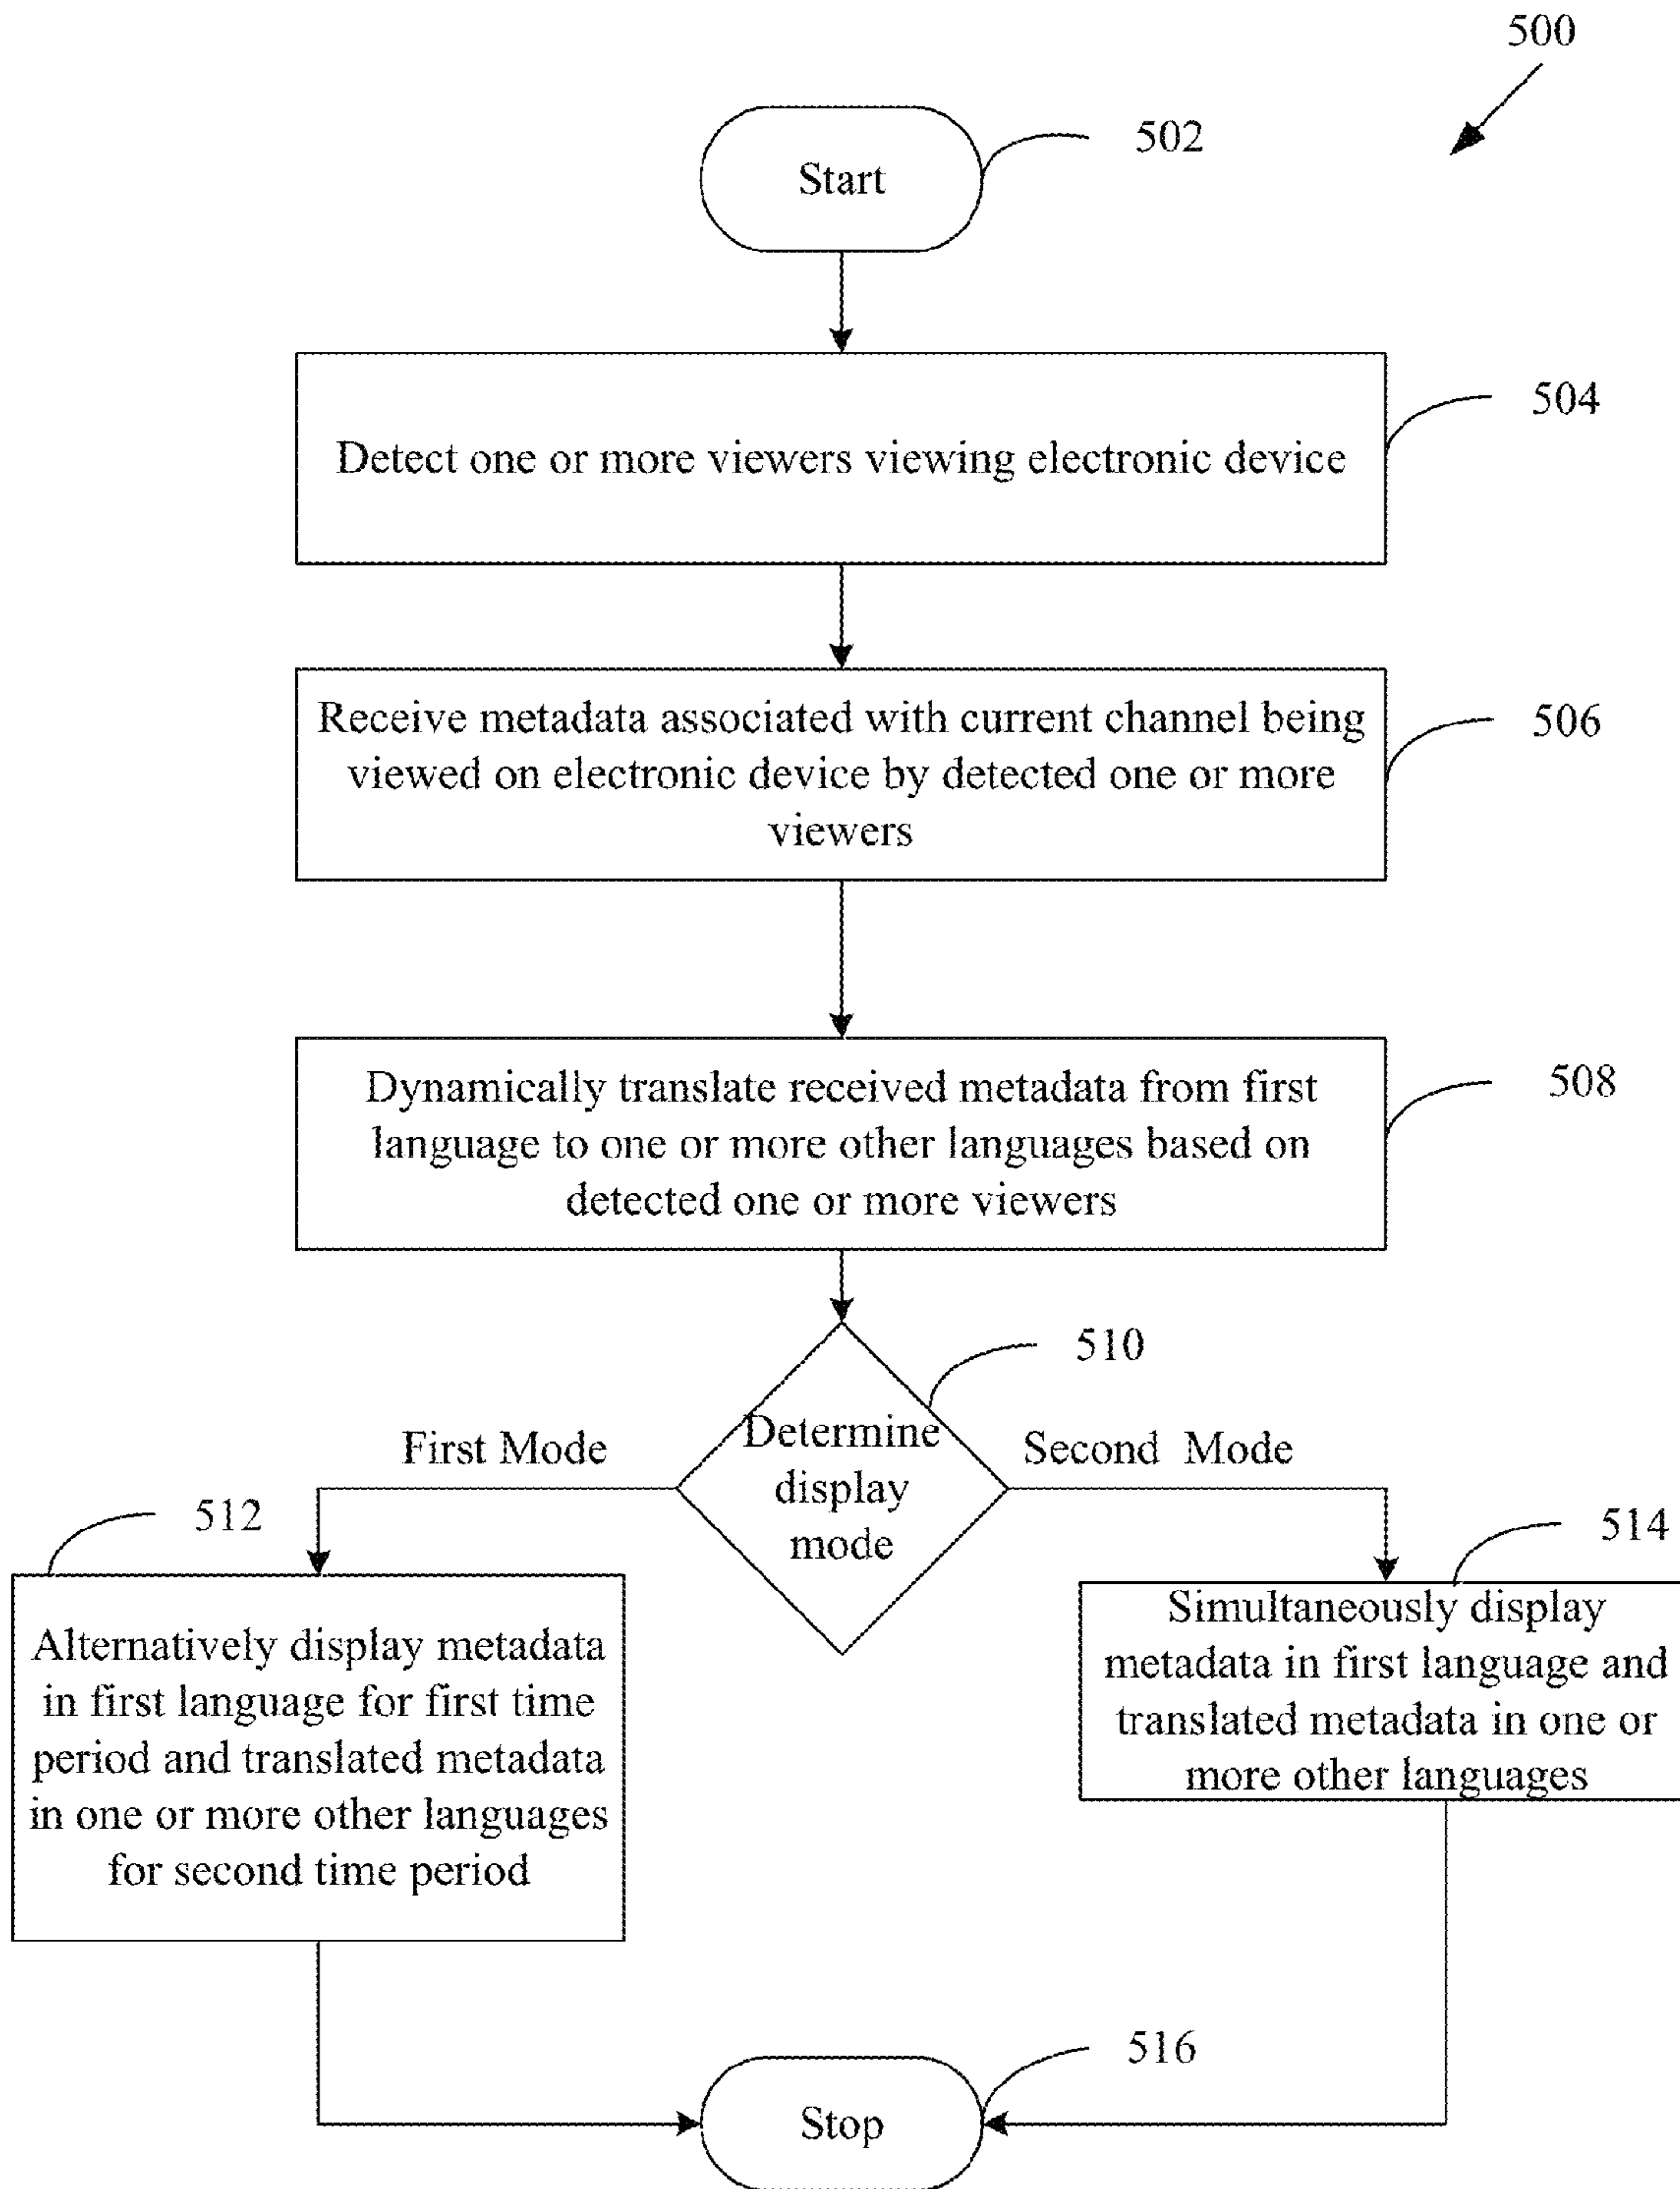 500
502
Start
504
Detect one or more viewers viewing electronic device
506
Receive metadata associated with current channel being
viewed on electronic device by detected one or more
viewers
508
Dynamically translate received metadata from first
language to one or more other languages based on
detected one or more viewers
510
Determine
display
mode
First Mode
Second Mode
512
Alternatively display metadata
in first language for first time
period and translated metadata
in one or more other languages
for second time period
514
Simultaneously display
metadata in first language and
translated metadata in one or
more other languages
516
Stop